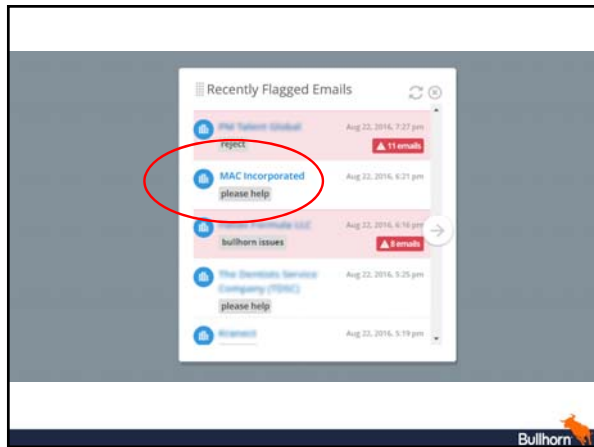 Recently Flagged Emails
Aug 22, 2016, 7:27 pm
reject
11 emails
MAC Incorporated
Aug 22, 2016, 6:21 pm
please help
Aug 22, 2016, 6:16 pm
bullhorn issues
8 emails
Aug 22, 2016, 5:25 pm
please help
Aug 22, 2016, 5:19 pm
Bullhorn